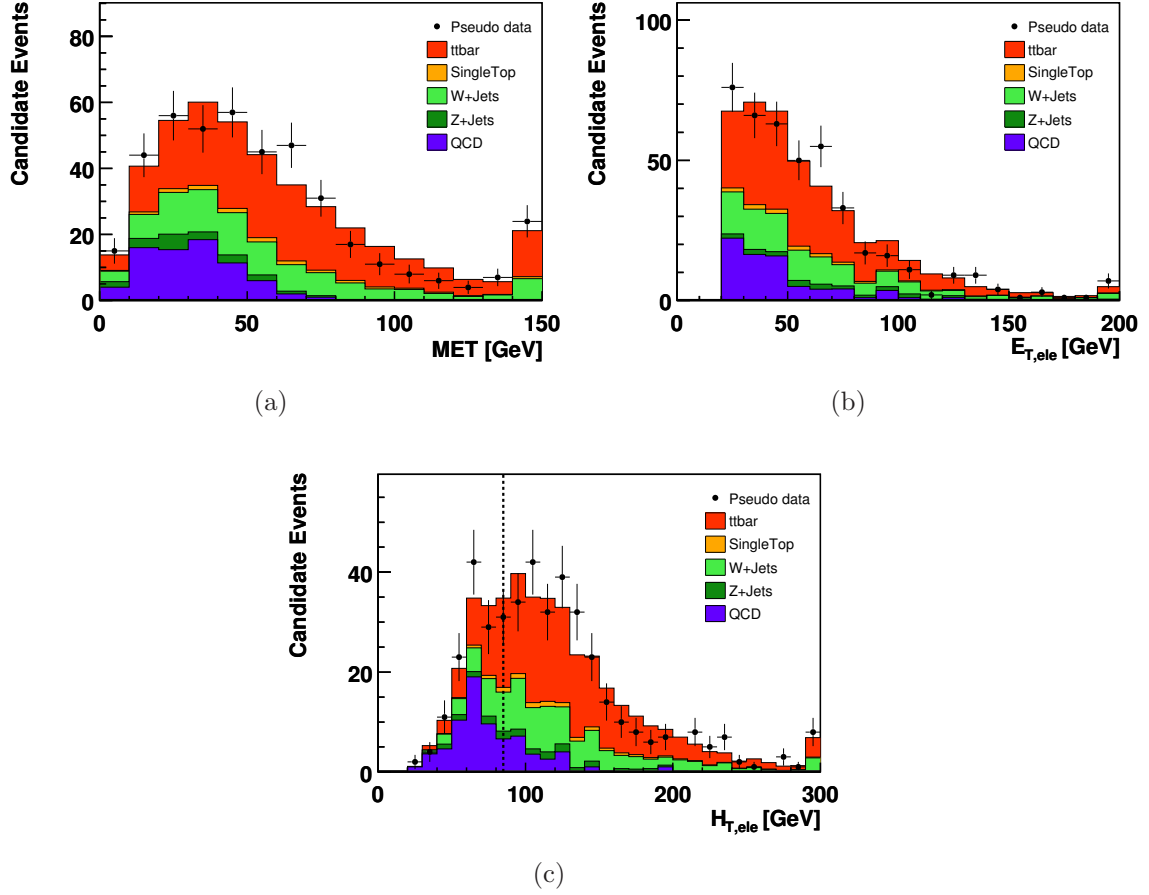 Candidate Events
80
60
40
20
0
0 50 100 150
MET [GeV]
Pseudo data
ttbar
SingleTop
W+Jets
Z+Jets
QCD
(a)
Candidate Events
100
50
0
0 50 100 150 200
E_T,ele [GeV]
Pseudo data
ttbar
SingleTop
W+Jets
Z+Jets
QCD
(b)
Candidate Events
40
20
0
0 100 200 300
H_T,ele [GeV]
Pseudo data
ttbar
SingleTop
W+Jets
Z+Jets
QCD
(c)